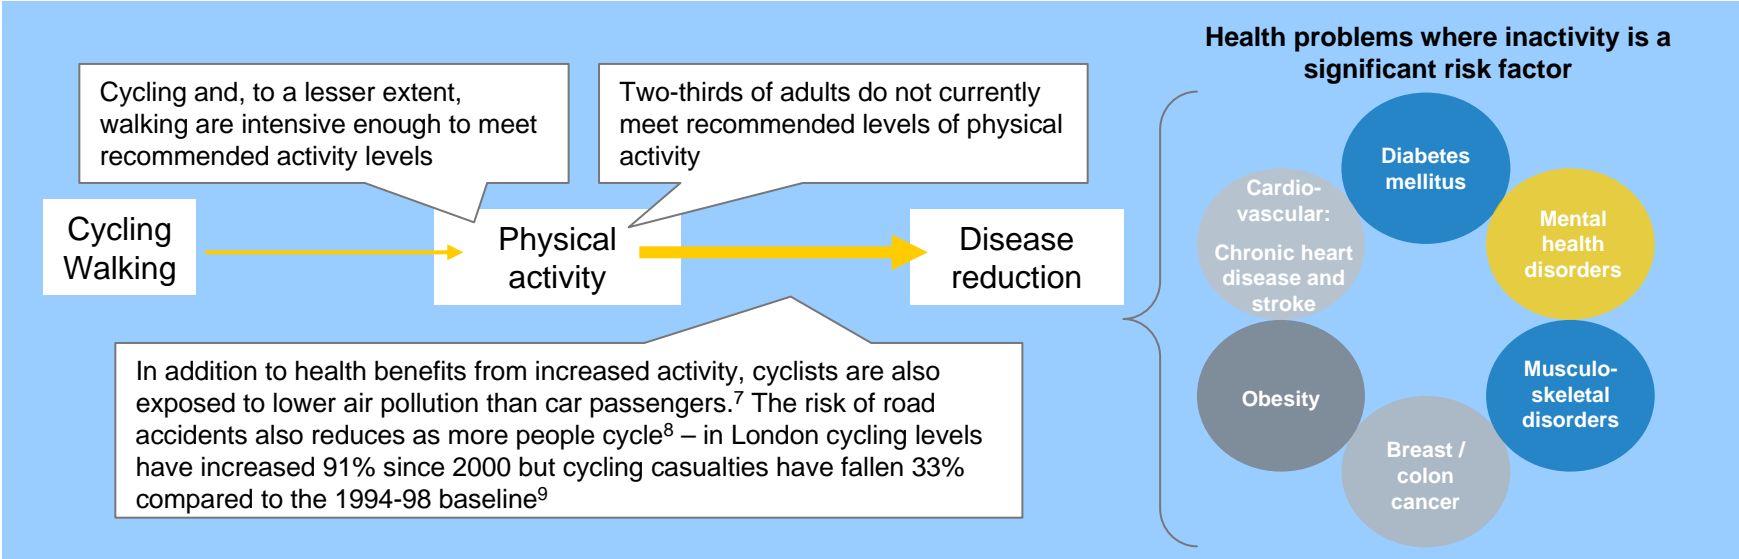 Health problems where inactivity is a
significant risk factor
Cycling and, to a lesser extent,
walking are intensive enough to meet
recommended activity levels
Two-thirds of adults do not currently
meet recommended levels of physical
activity
Cycling
Walking
Physical
activity
Disease
reduction
In addition to health benefits from increased activity, cyclists are also
exposed to lower air pollution than car passengers.⁷ The risk of road
accidents also reduces as more people cycle⁸ – in London cycling levels
have increased 91% since 2000 but cycling casualties have fallen 33%
compared to the 1994-98 baseline⁹
Diabetes
mellitus
Mental
health
disorders
Musculo-
skeletal
disorders
Breast /
colon
cancer
Obesity
Cardio-
vascular:
Chronic heart
disease and
stroke